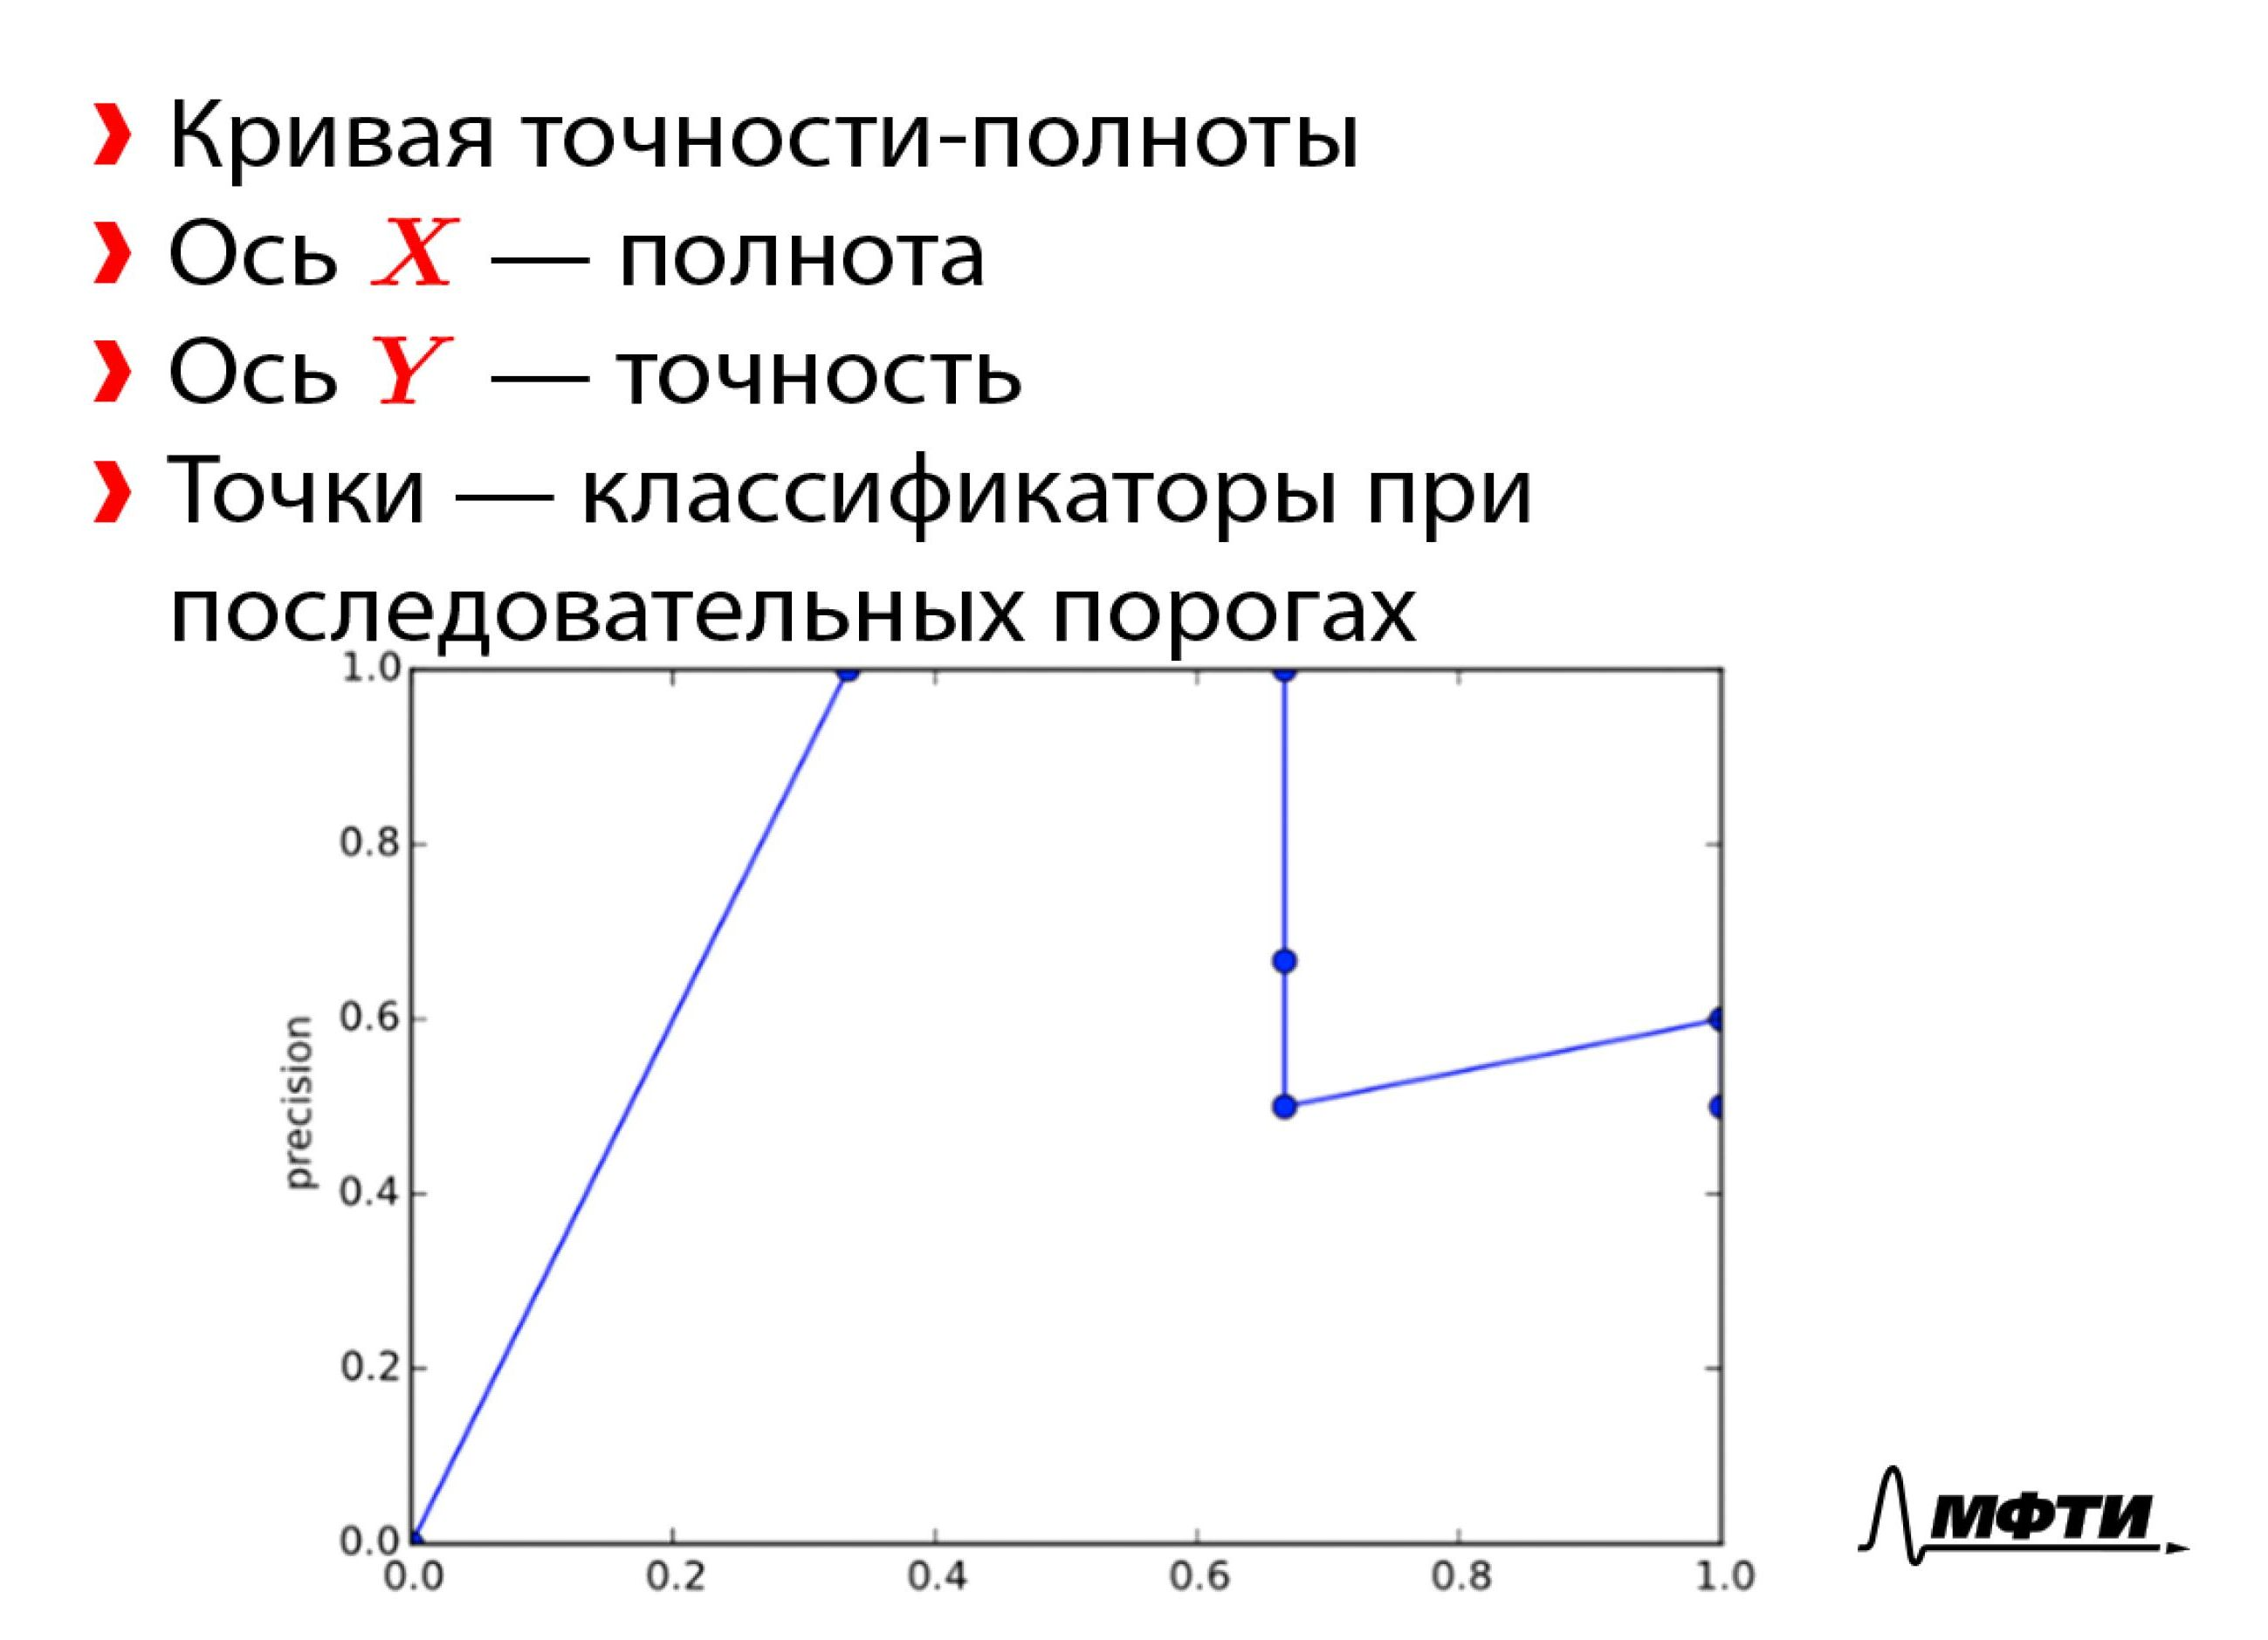 Кривая точности-полноты
Ось X — полнота
Ось Y — точность
Точки — классификаторы при
последовательных порогах
1.0
0.8
0.6
0.4
0.2
0.0
precision
0.0 0.2 0.4 0.6 0.8 1.0
МФТИ